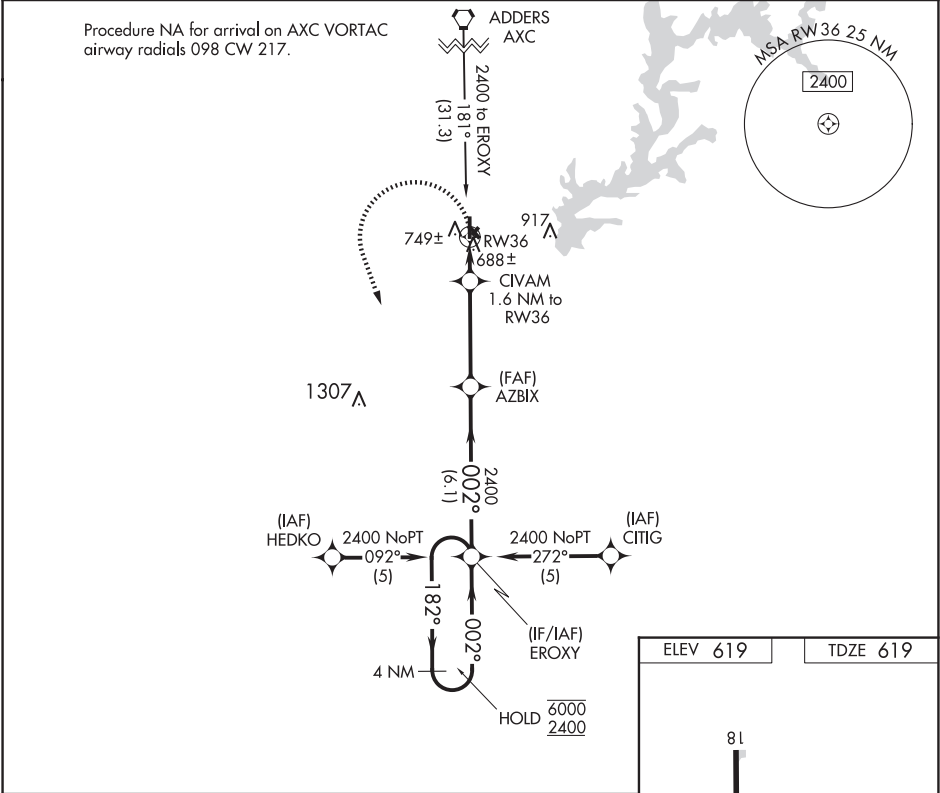 Procedure NA for arrival on AXC VORTAC
airway radials 098 CW 217.
ADDERS
AXC
2400 to EROXY
181°
(31.3)
MSA RW36 25 NM
2400
749±
917
RW36
688±
CIVAM
1.6 NM to
RW36
1307
(FAF)
AZBIX
2400
002°
(6.1)
(IAF)
HEDKO
2400 NoPT
092°
(5)
2400 NoPT
272°
(5)
(IAF)
CITIG
182°
002°
(IF/IAF)
EROXY
4 NM
HOLD
6000
2400
ELEV 619
TDZE 619
18